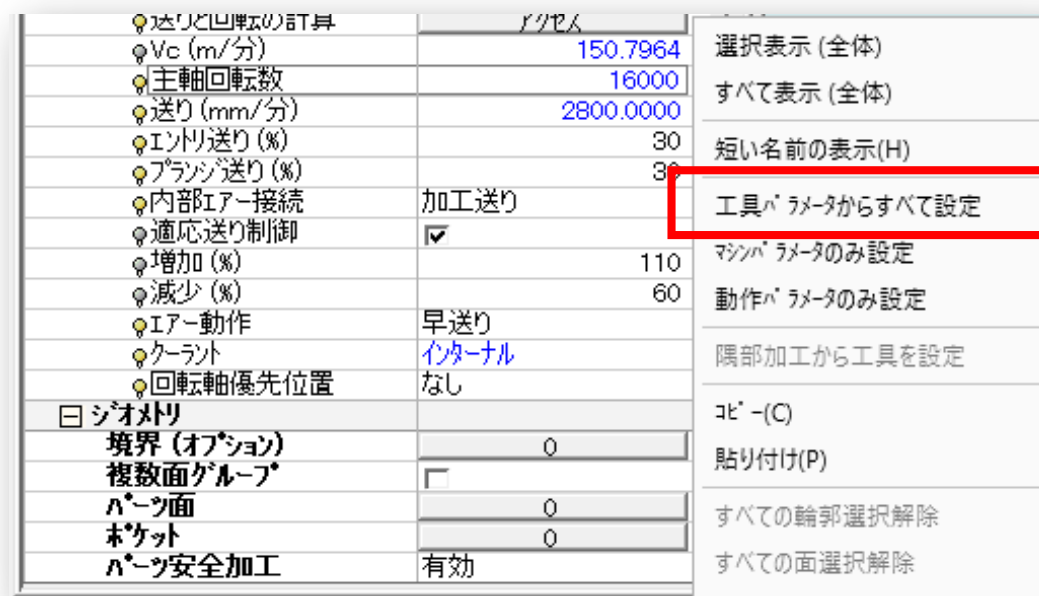 送りと回転の計算 アクセス
Vc (m/分) 150.7964
主軸回転数 16000
送り (mm/分) 2800.0000
ｴﾝﾄﾘ送り (%) 30
ﾌﾟﾗﾝｼﾞ送り (%) 30
内部ｴｱｰ接続 加工送り
適応送り制御
増加 (%) 110
減少 (%) 60
ｴｱｰ動作 早送り
ｸｰﾗﾝﾄ ｲﾝﾀｰﾅﾙ
回転軸優先位置 なし
ｼﾞｵﾒﾄﾘ
境界 (ｵﾌﾟｼｮﾝ) 0
複数面ｸﾞﾙｰﾌﾟ
ﾊﾟｰﾂ面 0
ﾎﾟｹｯﾄ 0
ﾊﾟｰﾂ安全加工 有効
選択表示 (全体)
すべて表示 (全体)
短い名前の表示(H)
工具ﾊﾟﾗﾒｰﾀからすべて設定
ﾏｼﾝﾊﾟﾗﾒｰﾀのみ設定
動作ﾊﾟﾗﾒｰﾀのみ設定
隅部加工から工具を設定
ｺﾋﾟｰ(C)
貼り付け(P)
すべての輪郭選択解除
すべての面選択解除